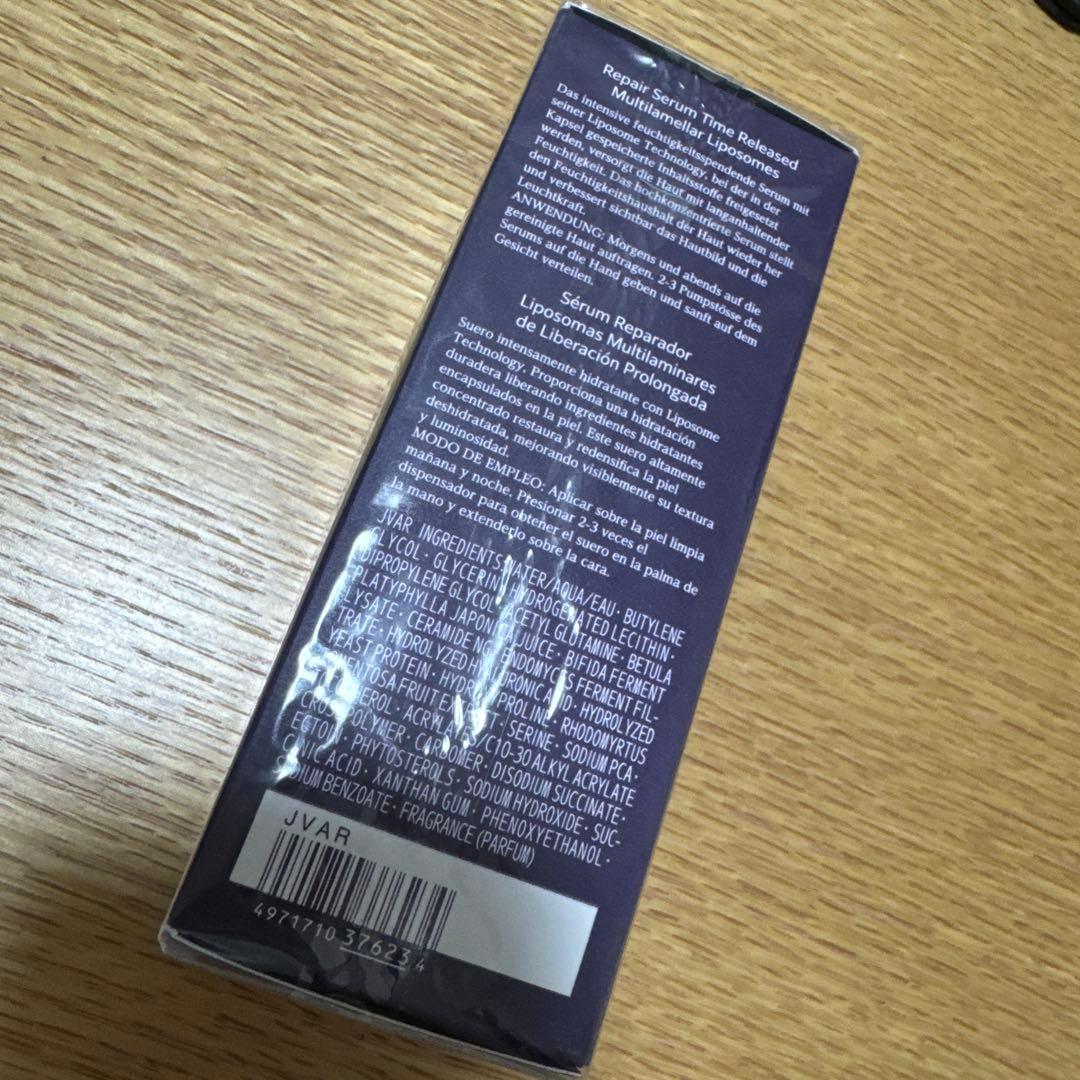 Repair Serum Time Released
Multilamellar Liposomes
Das intensive feuchtigkeitsspendende Serum mit
seiner Liposome Technology, bei der in der
Kapsel gespeicherte Inhaltsstoffe freigesetzt
werden, versorgt die Haut mit langanhaltender
Feuchtigkeit. Das hochkonzentrierte Serum stellt
den Feuchtigkeitshaushalt der Haut wieder her
und verbessert sichtbar das Hautbild und die
Leuchtkraft.
ANWENDUNG: Morgens und abends auf die
gereinigte Haut auftragen. 2-3 Pumpstösse des
Serums auf die Hand geben und sanft auf dem
Gesicht verteilen.
Sérum Reparador
Liposomas Multilaminares
de Liberación Prolongada
Suero intensamente hidratante con Liposome
Technology. Proporciona una hidratación
duradera liberando ingredientes hidratantes
encapsulados en la piel. Este suero altamente
concentrado restaura y redensifica la piel
deshidratada, mejorando visiblemente su textura
y luminosidad.
MODO DE EMPLEO: Aplicar sobre la piel limpia
mañana y noche. Presionar 2-3 veces el
dispensador para obtener el suero en la palma de
la mano y extenderlo sobre la cara.
JVAR INGREDIENTS: WATER/AQUA/EAU · BUTYLENE
GLYCOL · GLYCERIN · HYDROGENATED LECITHIN ·
DIPROPYLENE GLYCOL · ACETYL GLUTAMINE · BETULA
PLATYPHYLLA JAPONICA JUICE · BIFIDA FERMENT
LYSATE · CERAMIDE · ENDOMYCES FERMENT FIL-
TRATE · HYDROLYZED HYALURONIC ACID · HYDROLYZED
YEAST PROTEIN · HYDROXYPROLINE · RHODOMYRTUS
TOMENTOSA FRUIT EXTRACT · SERINE · SODIUM PCA ·
ACRYLATES/C10-30 ALKYL ACRYLATE
CROSSPOLYMER · CARBOMER · DISODIUM SUCCINATE ·
ECTOIN · PHYTOSTEROLS · SODIUM HYDROXIDE · SUC-
CINIC ACID · XANTHAN GUM · PHENOXYETHANOL ·
SODIUM BENZOATE · FRAGRANCE (PARFUM)
JVAR
4971710 376234